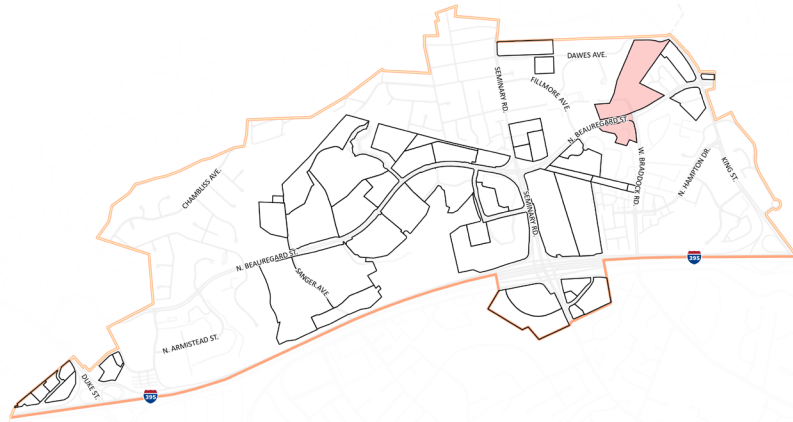 DAWES AVE.
SEMINARY RD.
FILLMORE AVE.
N. BEAUREGARD ST.
W. BRADDOCK RD.
N. HAMPTON DR.
KING ST.
CHAMBLISS AVE.
SEMINARY RD.
N. BEAUREGARD ST.
SANGER AVE.
395
N. ARMISTEAD ST.
DUKE ST.
395